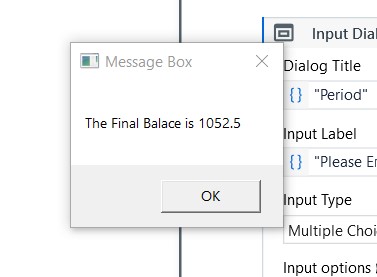 Message Box
The Final Balace is 1052.5
OK
Input Dial
Dialog Title
{} "Period"
Input Label
{} "Please En
Input Type
Multiple Choi
Input options